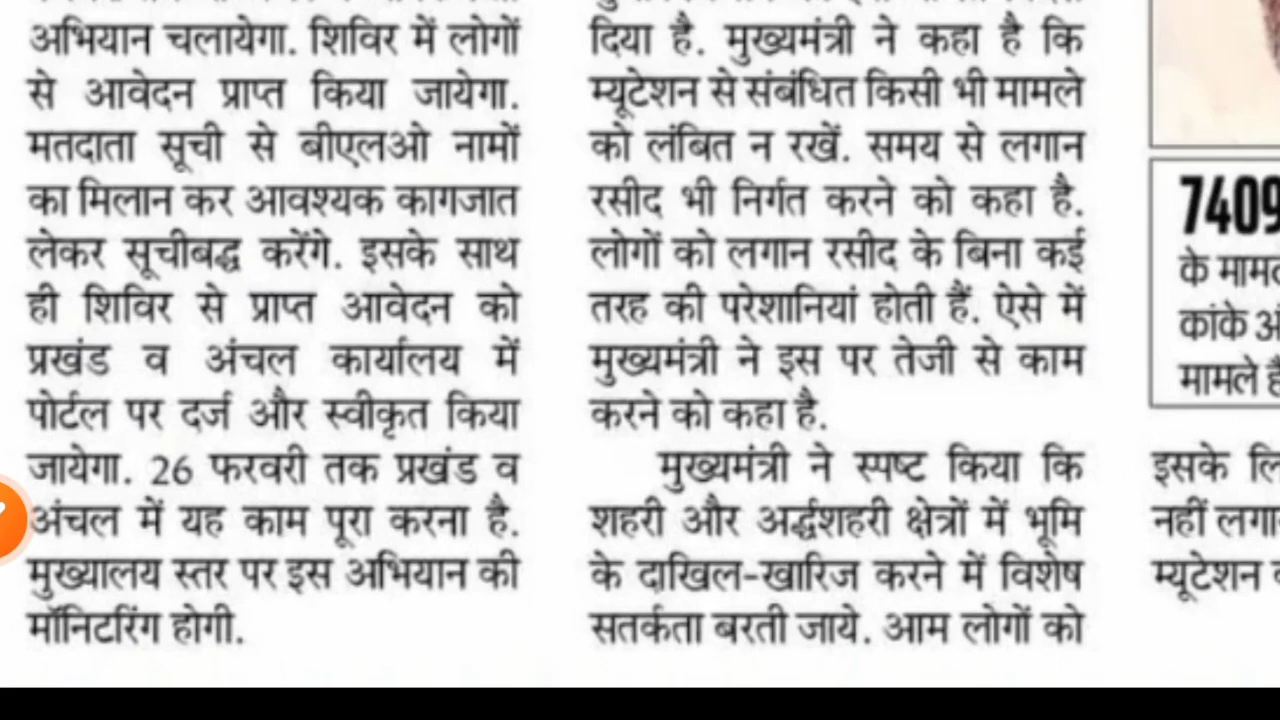 अभियान चलायेगा. शिविर में लोगों
से आवेदन प्राप्त किया जायेगा.
मतदाता सूची से बीएलओ नामों
का मिलान कर आवश्यक कागजात
लेकर सूचीबद्ध करेंगे. इसके साथ
ही शिविर से प्राप्त आवेदन को
प्रखंड व अंचल कार्यालय में
पोर्टल पर दर्ज और स्वीकृत किया
जायेगा. 26 फरवरी तक प्रखंड व
अंचल में यह काम पूरा करना है.
मुख्यालय स्तर पर इस अभियान की
मॉनिटरिंग होगी.
दिया है. मुख्यमंत्री ने कहा है कि
म्यूटेशन से संबंधित किसी भी मामले
को लंबित न रखें. समय से लगान
रसीद भी निर्गत करने को कहा है.
लोगों को लगान रसीद के बिना कई
तरह की परेशानियां होती हैं. ऐसे में
मुख्यमंत्री ने इस पर तेजी से काम
करने को कहा है.
मुख्यमंत्री ने स्पष्ट किया कि
शहरी और अर्द्धशहरी क्षेत्रों में भूमि
के दाखिल-खारिज करने में विशेष
सतर्कता बरती जाये. आम लोगों को
7409
के
कांके
मामले
इसके
नहीं
म्यूटेशन